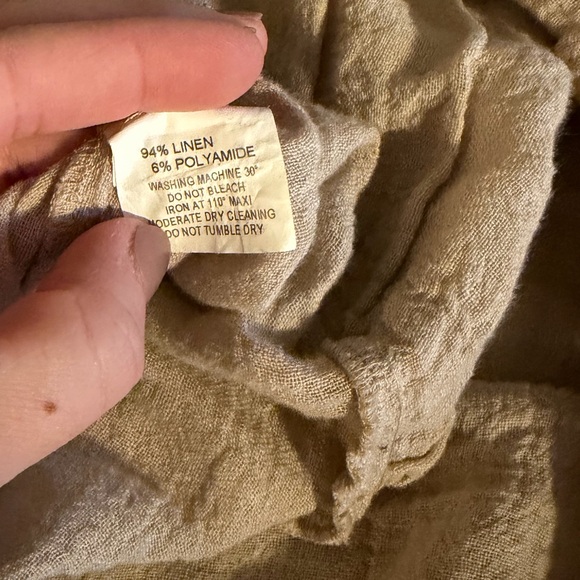 94% LINEN
6% POLYAMIDE
WASHING MACHINE 30°
DO NOT BLEACH
IRON AT 110° MAXI
MODERATE DRY CLEANING
DO NOT TUMBLE DRY